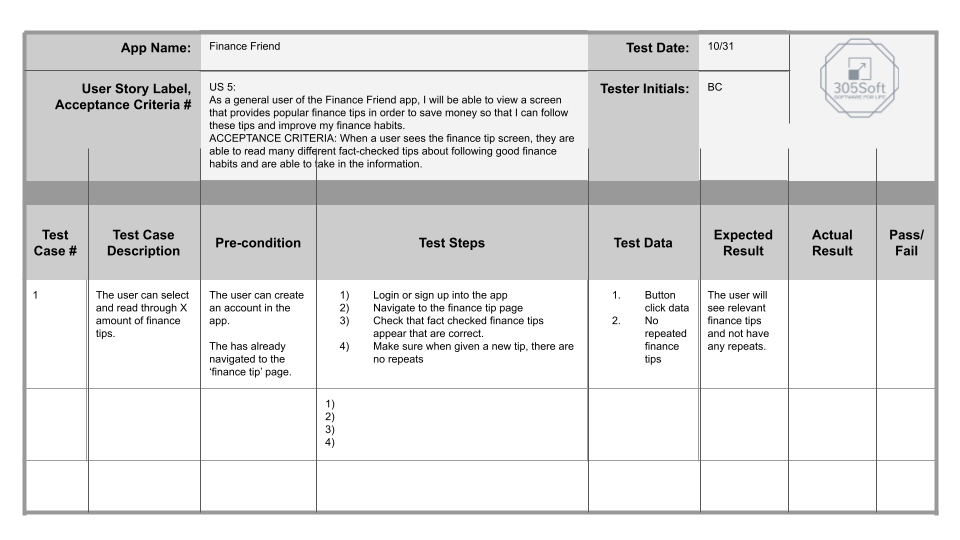 App Name:
Finance Friend
Test Date:
10/31
305Soft
SOFTWARE FOR LIFE
User Story Label,
Acceptance Criteria #
US 5:
As a general user of the Finance Friend app, I will be able to view a screen
that provides popular finance tips in order to save money so that I can follow
these tips and improve my finance habits.
ACCEPTANCE CRITERIA: When a user sees the finance tip screen, they are
able to read many different fact-checked tips about following good finance
habits and are able to take in the information.
Tester Initials:
BC
Test
Case #
Test Case
Description
Pre-condition
Test Steps
Test Data
Expected
Result
Actual
Result
Pass/
Fail
1
The user can select
and read through X
amount of finance
tips.
The user can create
an account in the
app.
The has already
navigated to the
‘finance tip’ page.
1) Login or sign up into the app
2) Navigate to the finance tip page
3) Check that fact checked finance tips
appear that are correct.
4) Make sure when given a new tip, there are
no repeats
1. Button
click data
2. No
repeated
finance
tips
The user will
see relevant
finance tips
and not have
any repeats.
1)
2)
3)
4)